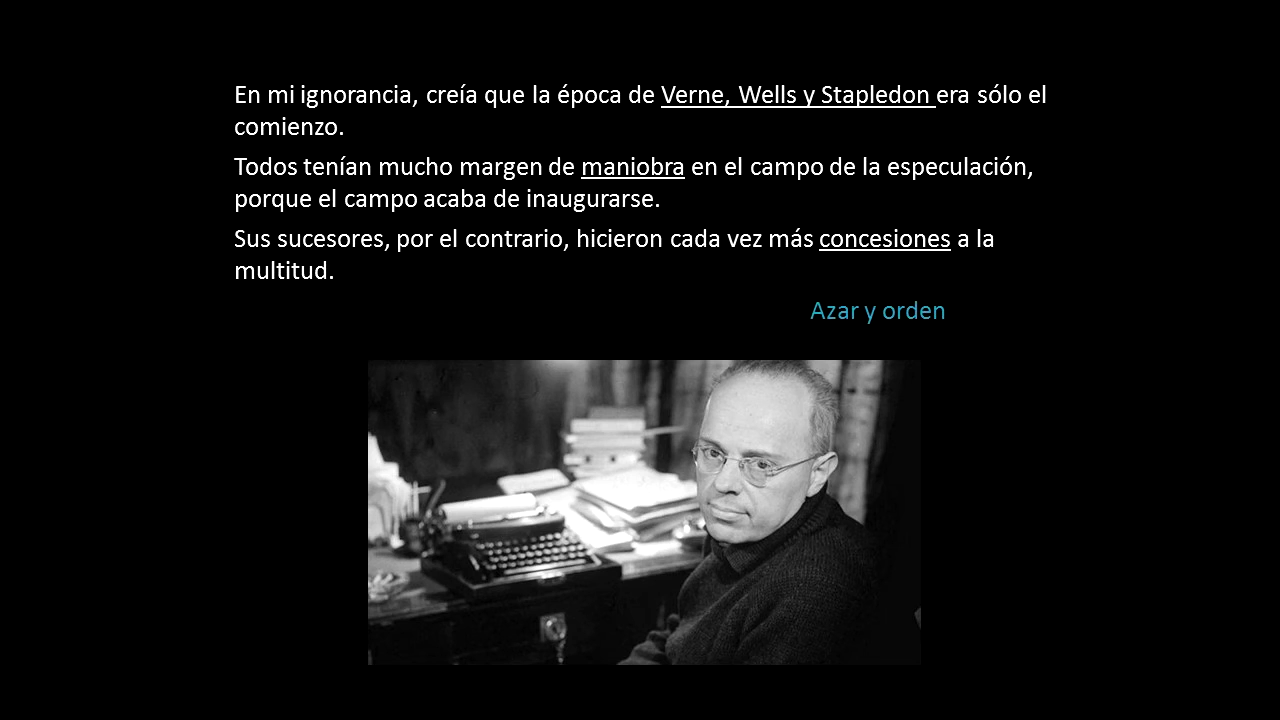 En mi ignorancia, creía que la época de Verne, Wells y Stapledon era sólo el
comienzo.
Todos tenían mucho margen de maniobra en el campo de la especulación,
porque el campo acaba de inaugurarse.
Sus sucesores, por el contrario, hicieron cada vez más concesiones a la
multitud.
Azar y orden